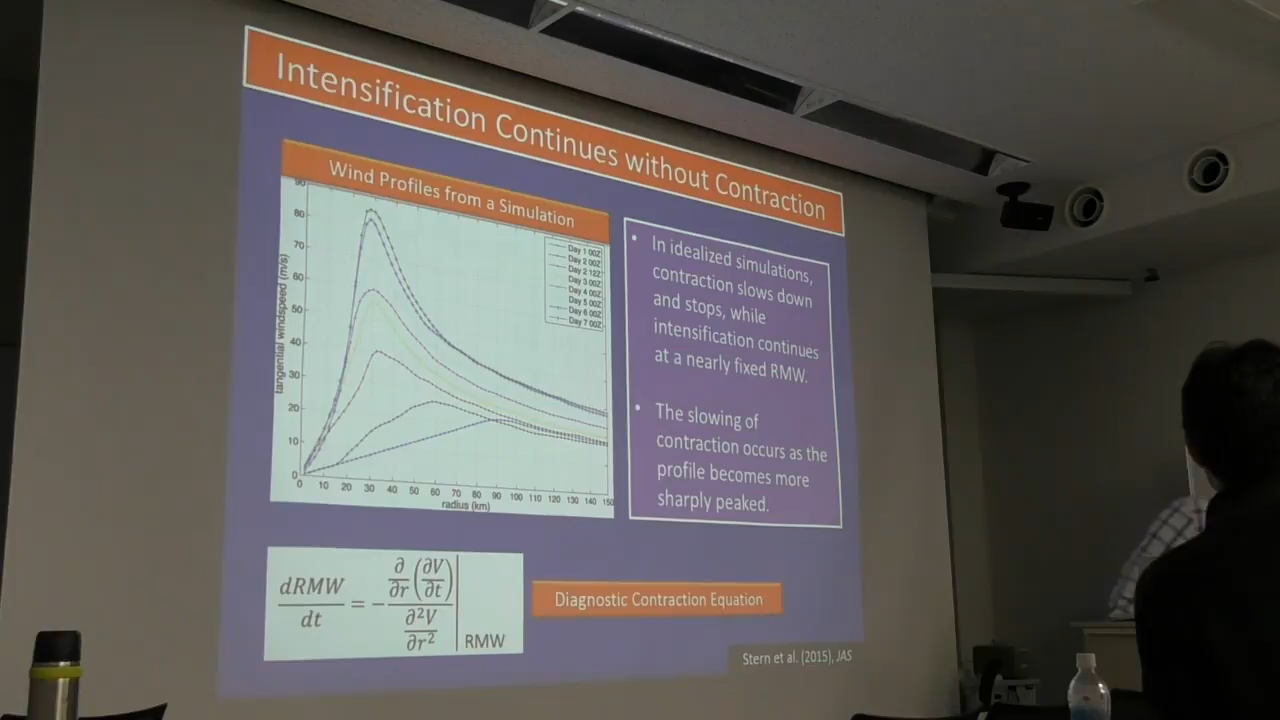 Intensification Continues without Contraction
Wind Profiles from a Simulation
90
80
70
60
50
40
30
20
10
0
tangential windspeed (m/s)
0 10 20 30 40 50 60 70 80 90 100 110 120 130 140 150
radius (km)
Day 1 00Z
Day 2 00Z
Day 2 12Z
Day 3 00Z
Day 4 00Z
Day 5 00Z
Day 6 00Z
Day 7 00Z
• In idealized simulations,
contraction slows down
and stops, while
intensification continues
at a nearly fixed RMW.
• The slowing of
contraction occurs as the
profile becomes more
sharply peaked.
dRMW/dt = − ∂/∂r (∂V/∂t) / ∂²V/∂r² | RMW
Diagnostic Contraction Equation
Stern et al. (2015), JAS